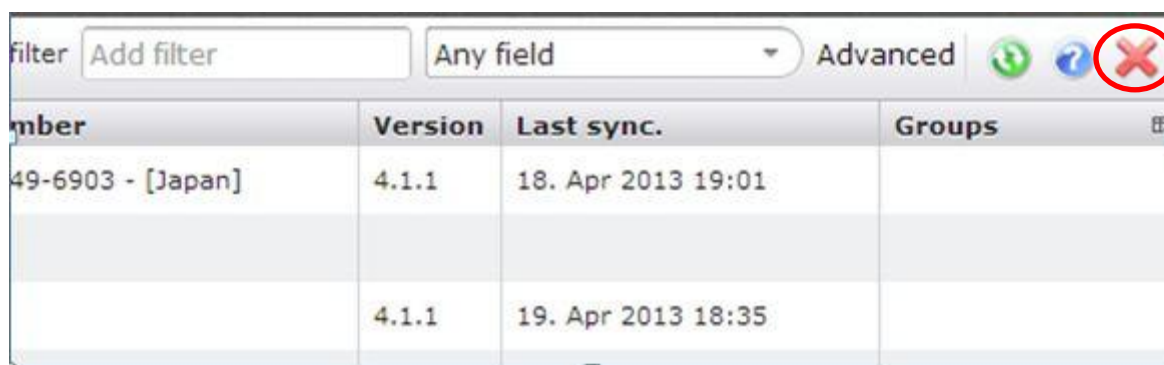 filter Add filter Any field Advanced ?
mber Version Last sync. Groups
49-6903 - [Japan] 4.1.1 18. Apr 2013 19:01
4.1.1 19. Apr 2013 18:35